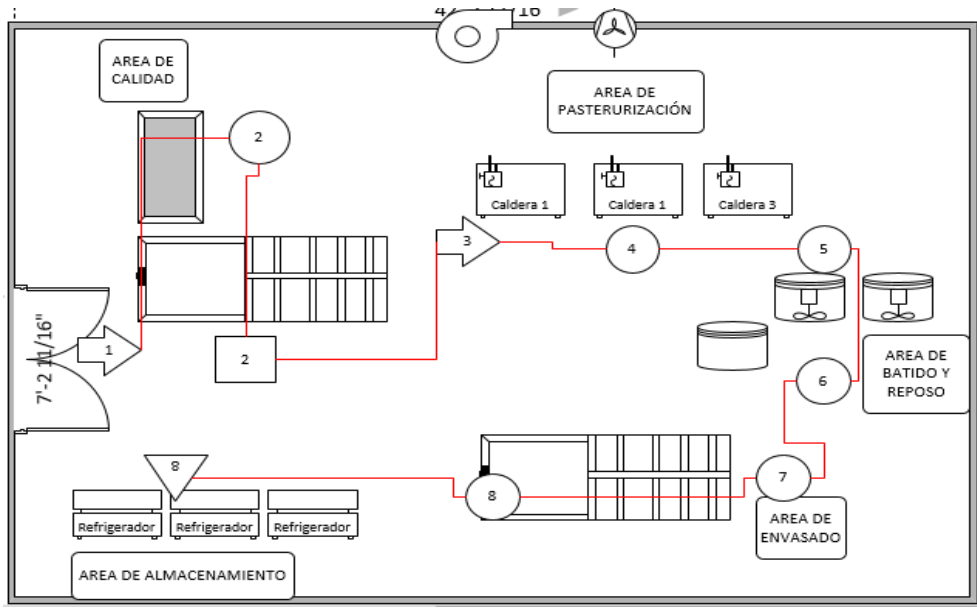 AREA DE
CALIDAD
AREA DE
PASTERURIZACIÓN
2
Caldera 1
Caldera 1
Caldera 3
3
4
5
7'-2 11/16"
1
2
AREA DE
BATIDO Y
REPOSO
6
8
7
8
Refrigerador
Refrigerador
Refrigerador
AREA DE
ENVASADO
AREA DE ALMACENAMIENTO